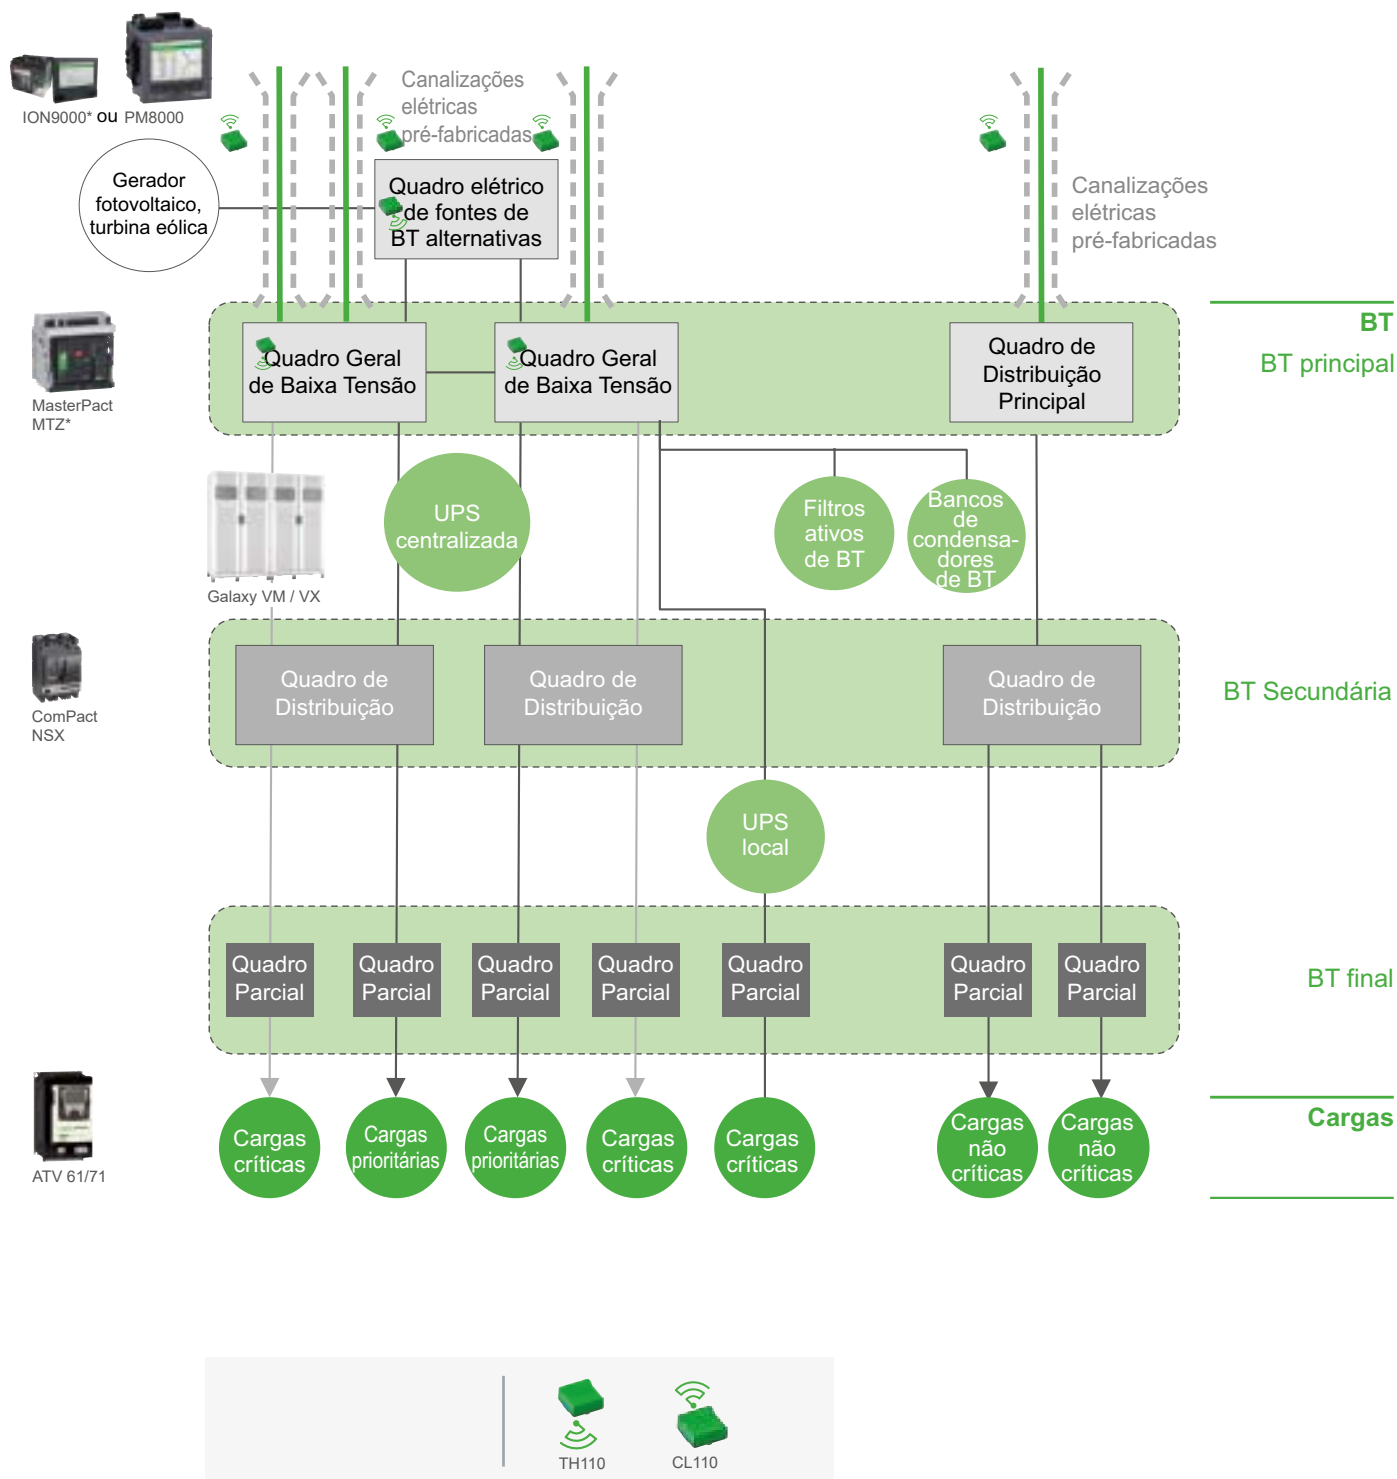 ION9000* ou PM8000
Canalizações
elétricas
pré-fabricadas
Gerador
fotovoltaico,
turbina eólica
Quadro elétrico
de fontes de
BT alternativas
Canalizações
elétricas
pré-fabricadas
MasterPact
MTZ*
Quadro Geral
de Baixa Tensão
Quadro Geral
de Baixa Tensão
Quadro de
Distribuição
Principal
BT
BT principal
Galaxy VM / VX
UPS
centralizada
Filtros
ativos
de BT
Bancos
de
condensa-
dores
de BT
ComPact
NSX
Quadro de
Distribuição
Quadro de
Distribuição
Quadro de
Distribuição
BT Secundária
UPS
local
Quadro
Parcial
Quadro
Parcial
Quadro
Parcial
Quadro
Parcial
Quadro
Parcial
Quadro
Parcial
Quadro
Parcial
BT final
ATV 61/71
Cargas
críticas
Cargas
prioritárias
Cargas
prioritárias
Cargas
críticas
Cargas
críticas
Cargas
não
críticas
Cargas
não
críticas
Cargas
TH110
CL110